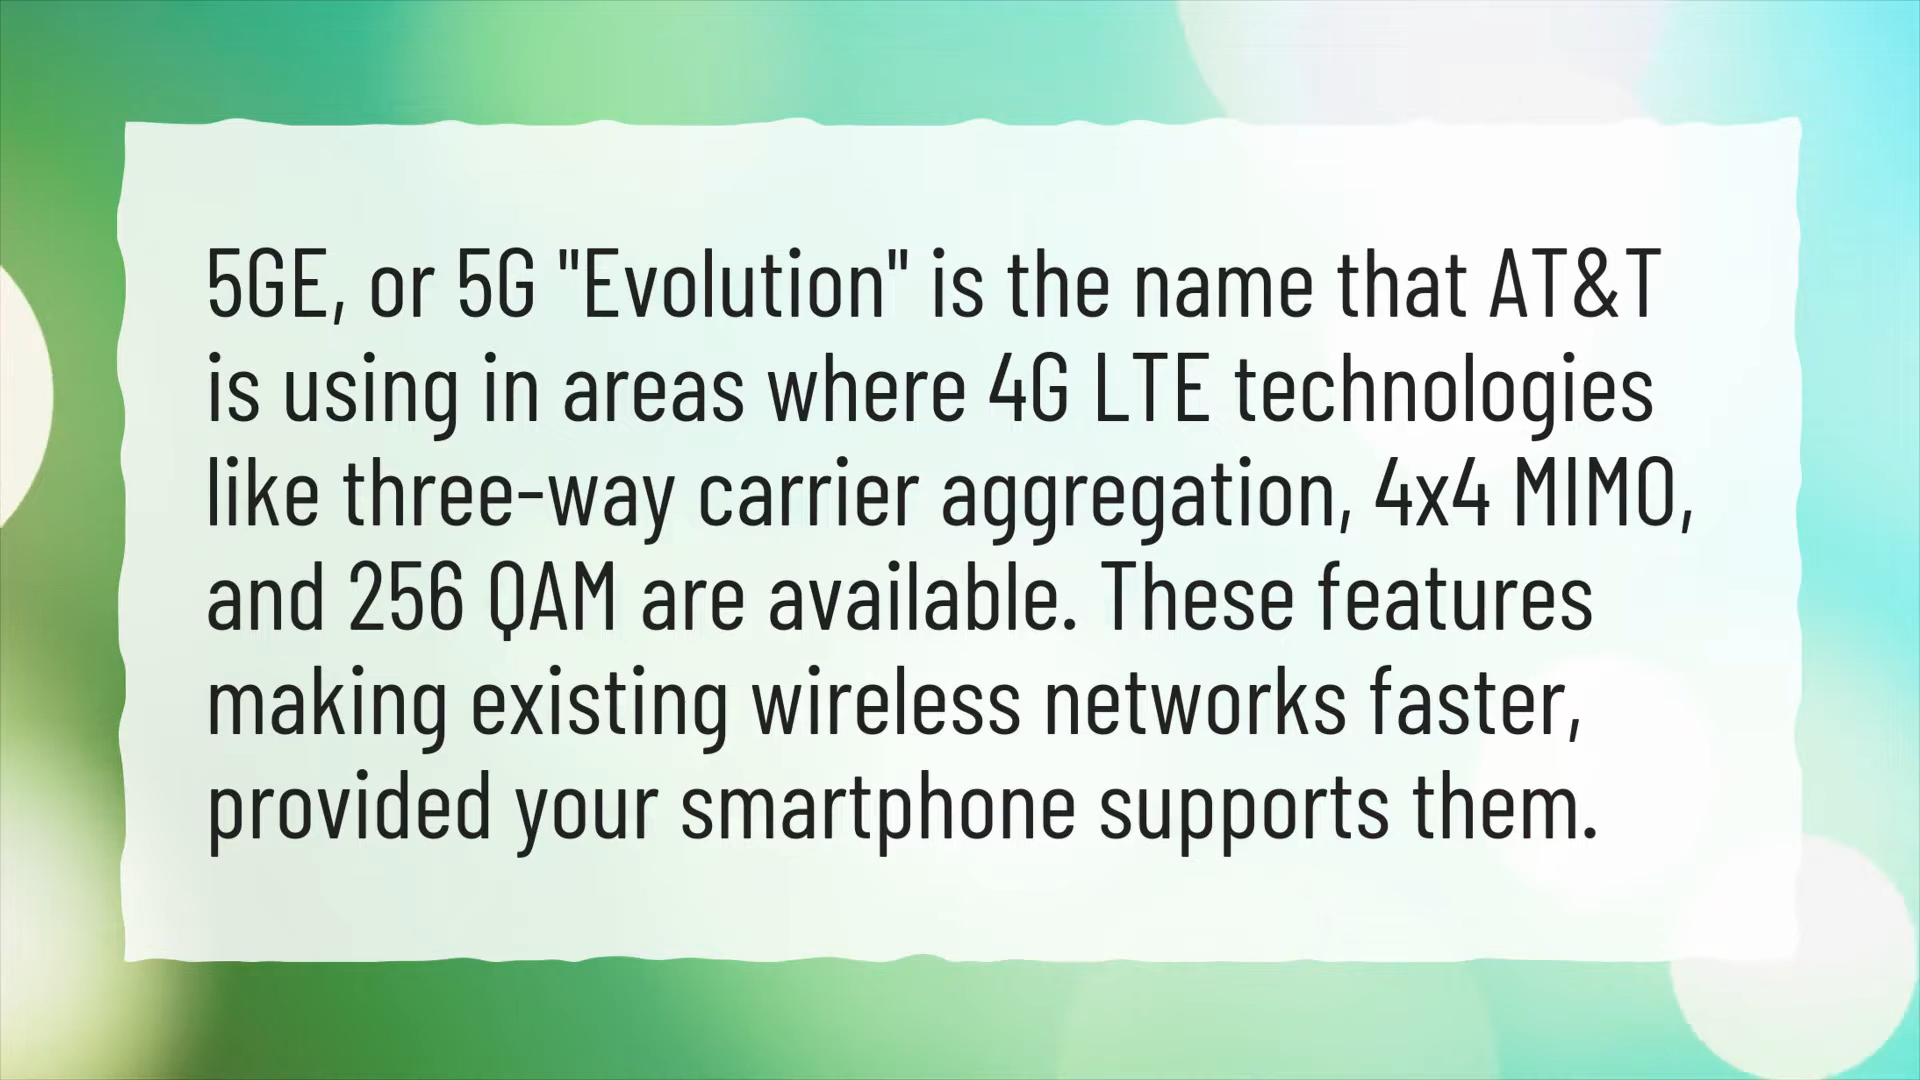 5GE, or 5G "Evolution" is the name that AT&T
is using in areas where 4G LTE technologies
like three-way carrier aggregation, 4x4 MIMO,
and 256 QAM are available. These features
making existing wireless networks faster,
provided your smartphone supports them.